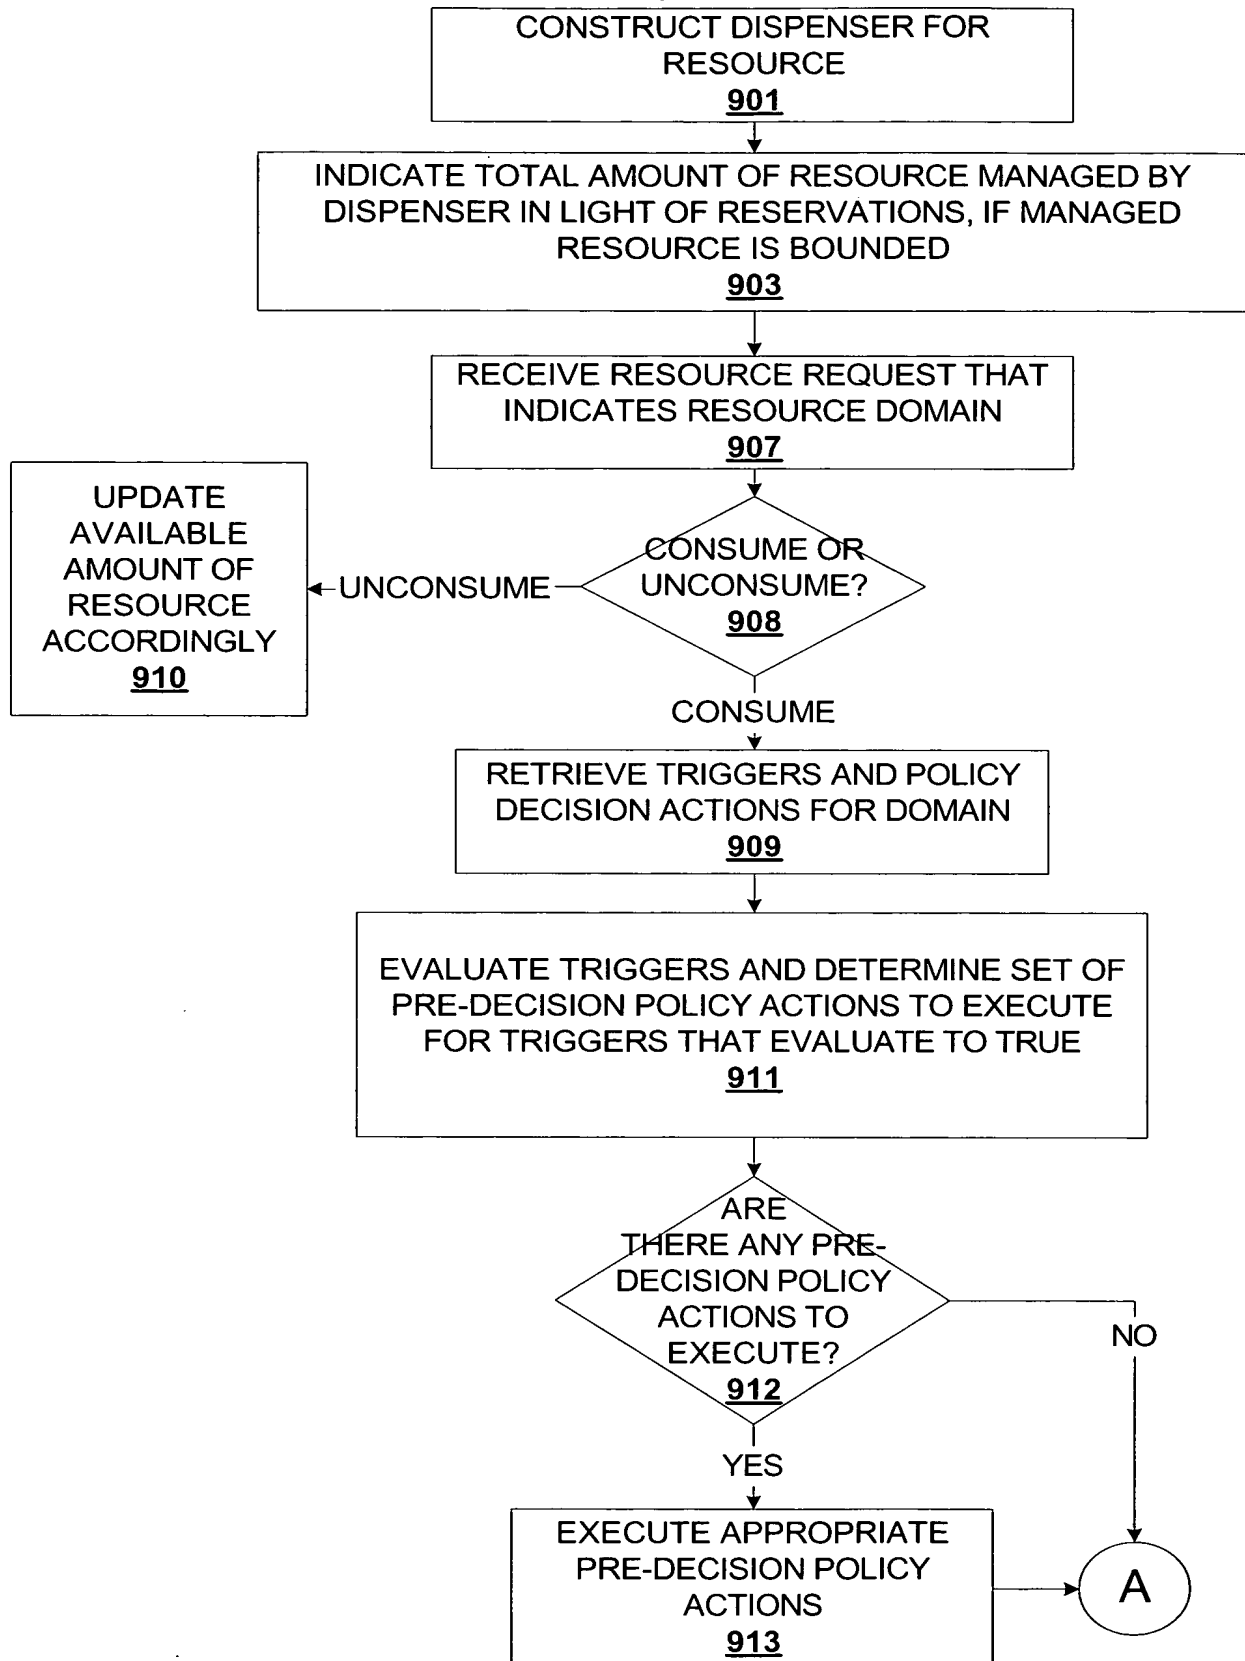 CONSTRUCT DISPENSER FOR
RESOURCE
901
INDICATE TOTAL AMOUNT OF RESOURCE MANAGED BY
DISPENSER IN LIGHT OF RESERVATIONS, IF MANAGED
RESOURCE IS BOUNDED
903
RECEIVE RESOURCE REQUEST THAT
INDICATES RESOURCE DOMAIN
907
CONSUME OR
UNCONSUME?
908
UNCONSUME
UPDATE
AVAILABLE
AMOUNT OF
RESOURCE
ACCORDINGLY
910
CONSUME
RETRIEVE TRIGGERS AND POLICY
DECISION ACTIONS FOR DOMAIN
909
EVALUATE TRIGGERS AND DETERMINE SET OF
PRE-DECISION POLICY ACTIONS TO EXECUTE
FOR TRIGGERS THAT EVALUATE TO TRUE
911
ARE
THERE ANY PRE-
DECISION POLICY
ACTIONS TO
EXECUTE?
912
NO
YES
EXECUTE APPROPRIATE
PRE-DECISION POLICY
ACTIONS
913
A